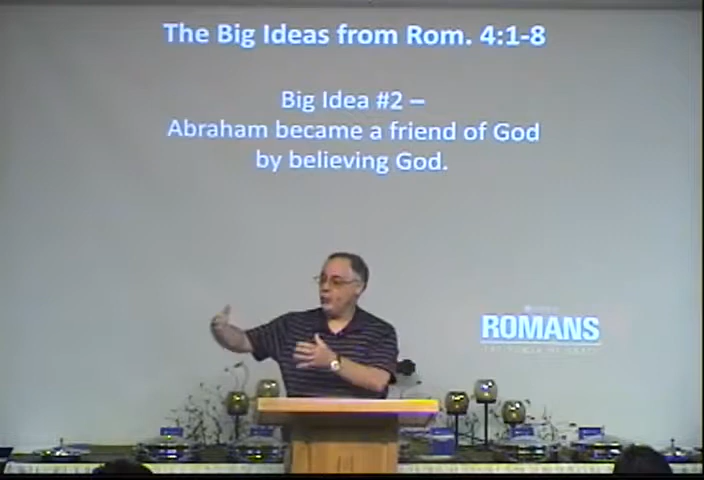 The Big Ideas from Rom. 4:1-8
Big Idea #2 –
Abraham became a friend of God
by believing God.
ROMANS